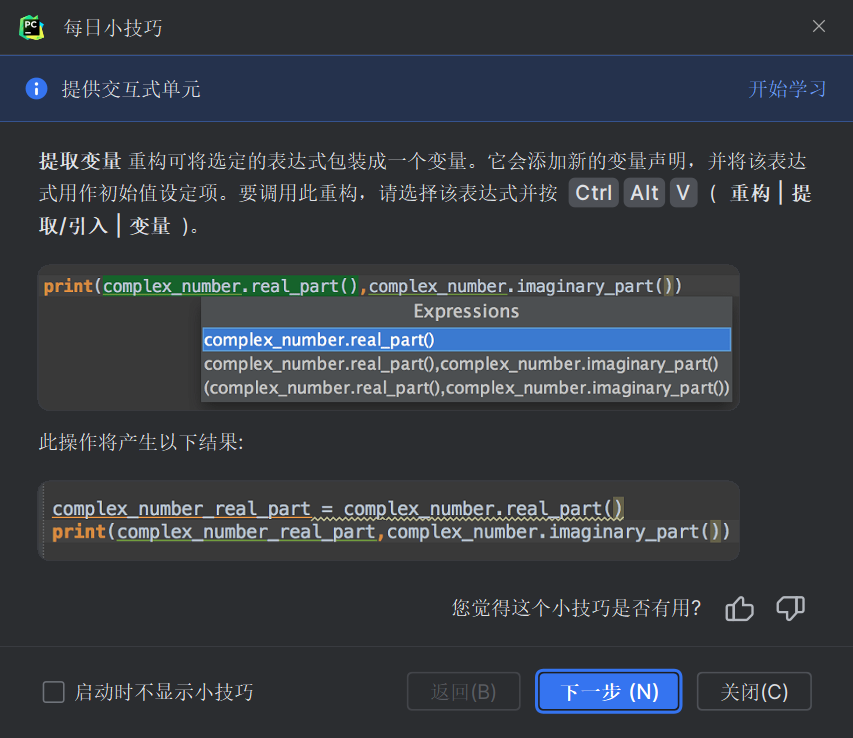 PC
每日小技巧
提供交互式单元 开始学习
提取变量 重构可将选定的表达式包装成一个变量。它会添加新的变量声明，并将该表达
式用作初始值设定项。要调用此重构，请选择该表达式并按 Ctrl Alt V ( 重构 | 提
取/引入 | 变量 )。
print(complex_number.real_part(),complex_number.imaginary_part())
Expressions
complex_number.real_part()
complex_number.real_part(),complex_number.imaginary_part()
(complex_number.real_part(),complex_number.imaginary_part())
此操作将产生以下结果:
complex_number_real_part = complex_number.real_part()
print(complex_number_real_part,complex_number.imaginary_part())
您觉得这个小技巧是否有用?
启动时不显示小技巧 返回(B) 下一步 (N) 关闭(C)